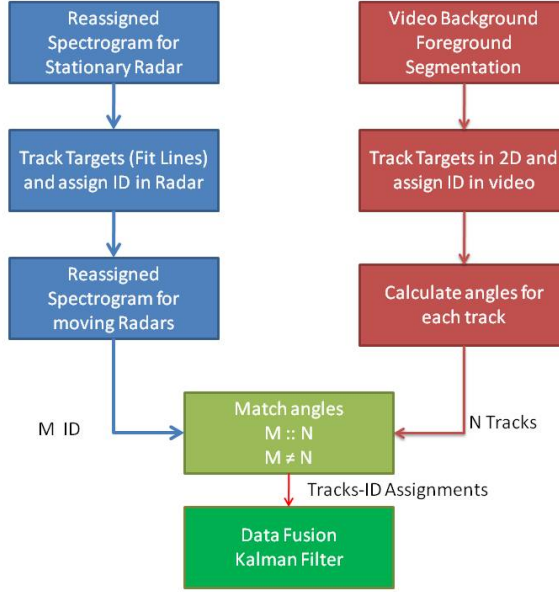 Reassigned
Spectrogram for
Stationary Radar
Video Background
Foreground
Segmentation
Track Targets (Fit Lines)
and assign ID in Radar
Track Targets in 2D and
assign ID in video
Reassigned
Spectrogram for
moving Radars
Calculate angles for
each track
M ID
Match angles
M :: N
M ≠ N
N Tracks
Tracks-ID Assignments
Data Fusion
Kalman Filter